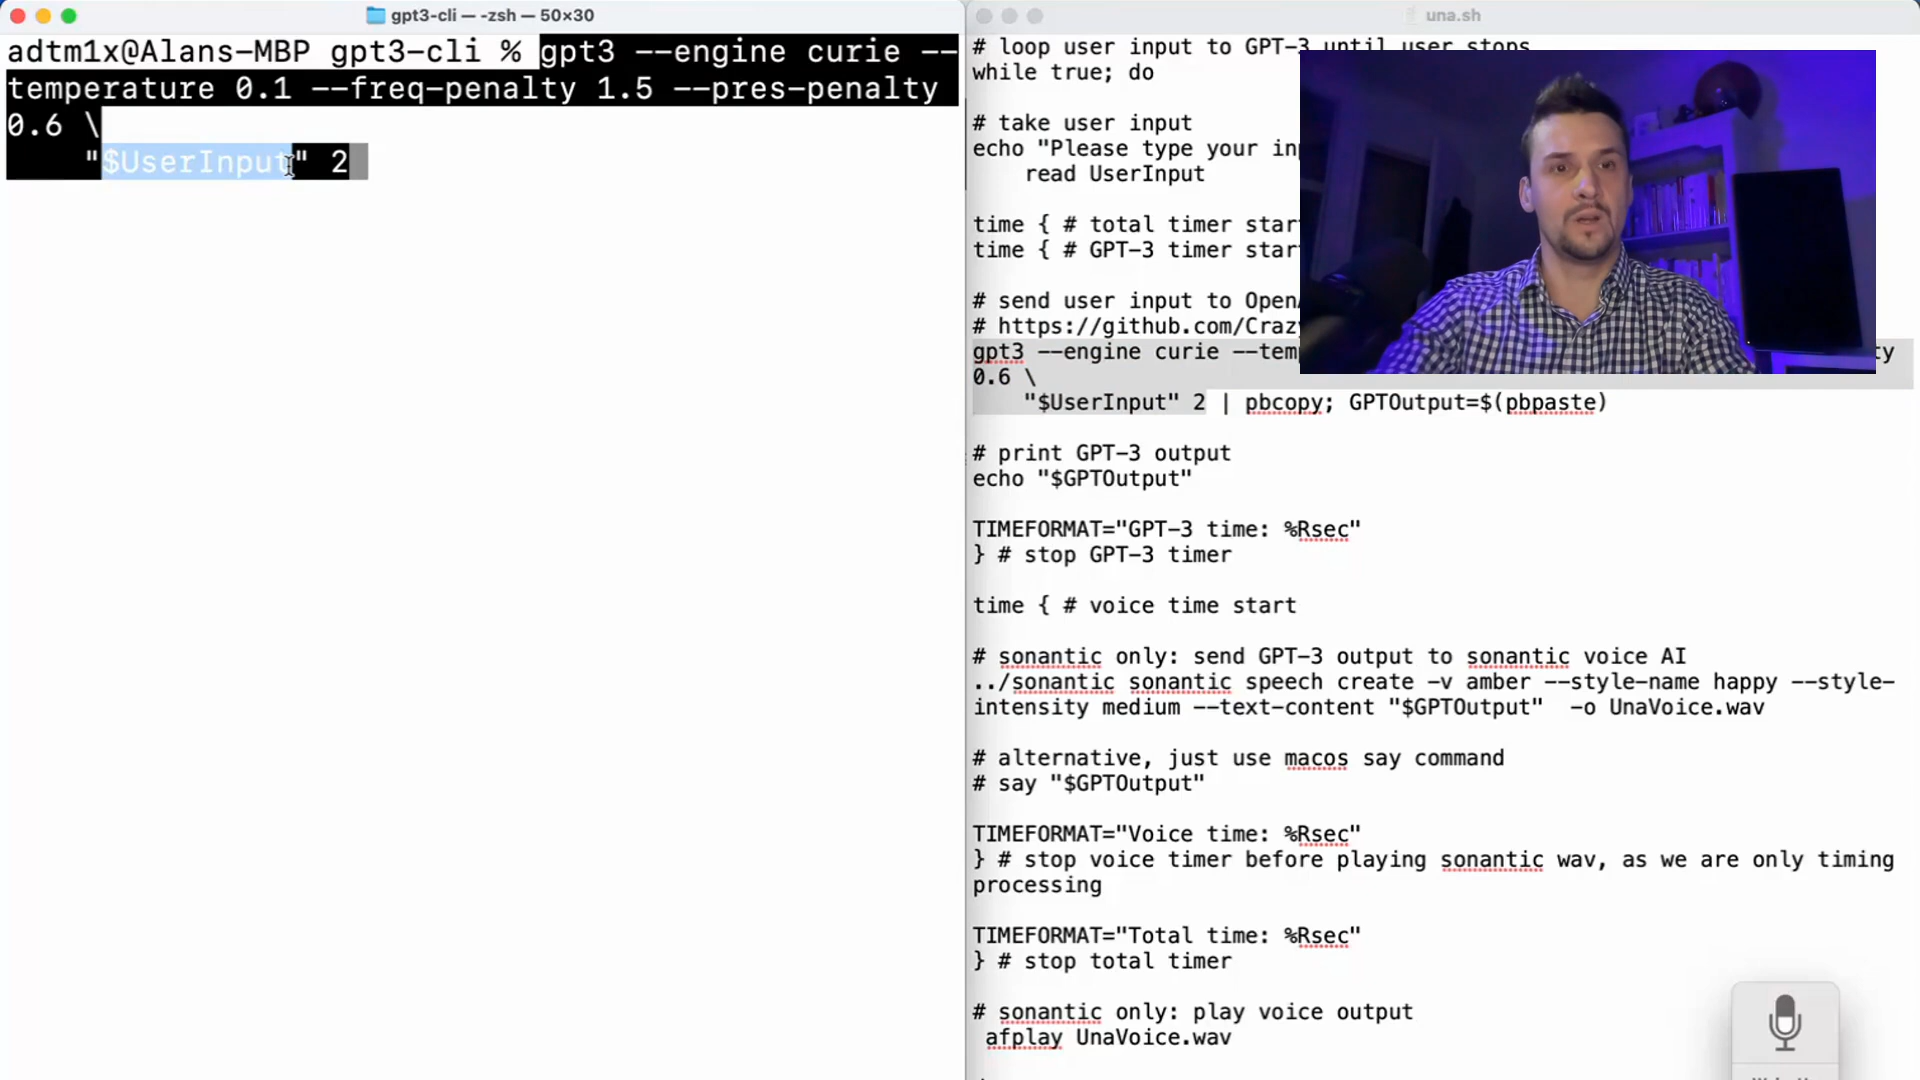 gpt3-cli — -zsh — 50×30
adtm1x@Alans-MBP gpt3-cli % gpt3 --engine curie --
temperature 0.1 --freq-penalty 1.5 --pres-penalty
0.6 \
"$UserInput" 2
una.sh
# loop user input to GPT-3 until user stops
while true; do
# take user input
echo "Please type your in
read UserInput
time { # total timer star
time { # GPT-3 timer star
# send user input to Open
# https://github.com/Crazy
gpt3 --engine curie --tem ty
0.6 \
"$UserInput" 2 | pbcopy; GPTOutput=$(pbpaste)
# print GPT-3 output
echo "$GPTOutput"
TIMEFORMAT="GPT-3 time: %Rsec"
} # stop GPT-3 timer
time { # voice time start
# sonantic only: send GPT-3 output to sonantic voice AI
../sonantic sonantic speech create -v amber --style-name happy --style-
intensity medium --text-content "$GPTOutput"  -o UnaVoice.wav
# alternative, just use macos say command
# say "$GPTOutput"
TIMEFORMAT="Voice time: %Rsec"
} # stop voice timer before playing sonantic wav, as we are only timing
processing
TIMEFORMAT="Total time: %Rsec"
} # stop total timer
# sonantic only: play voice output
afplay UnaVoice.wav